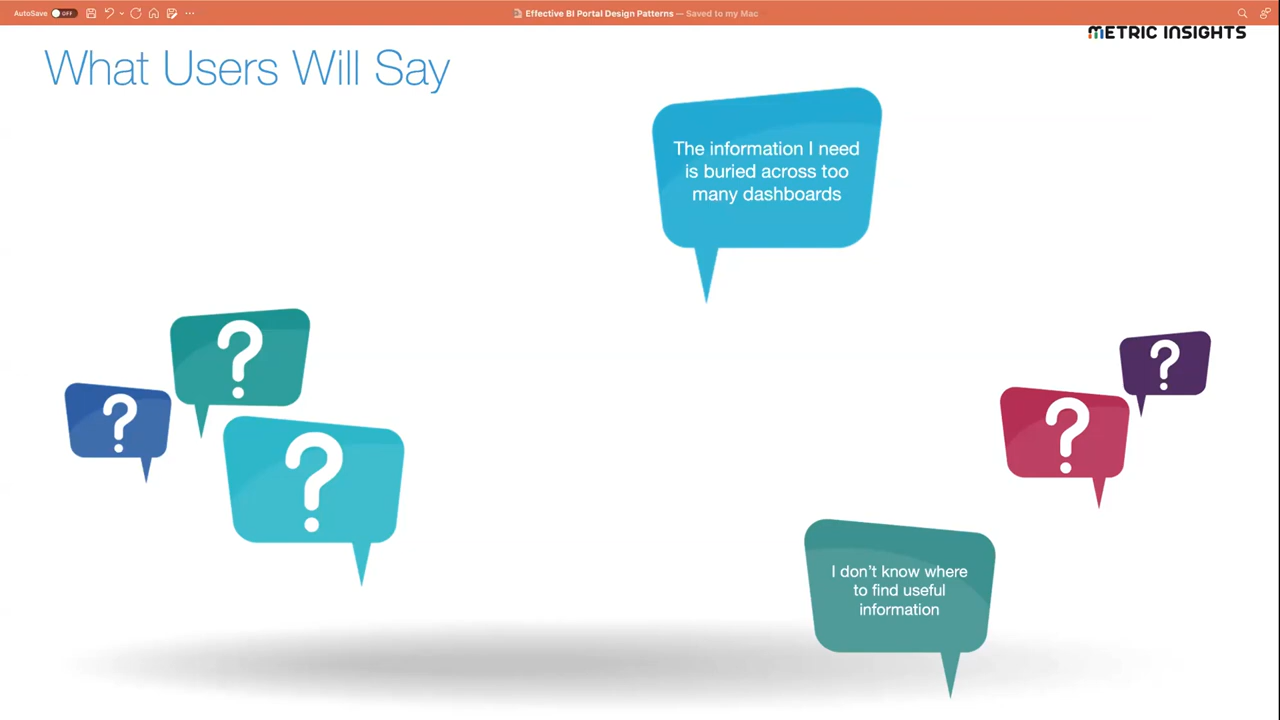 AutoSave OFF
Effective BI Portal Design Patterns — Saved to my Mac
METRIC INSIGHTS
What Users Will Say
The information I need
is buried across too
many dashboards
?
?
?
?
?
I don't know where
to find useful
information